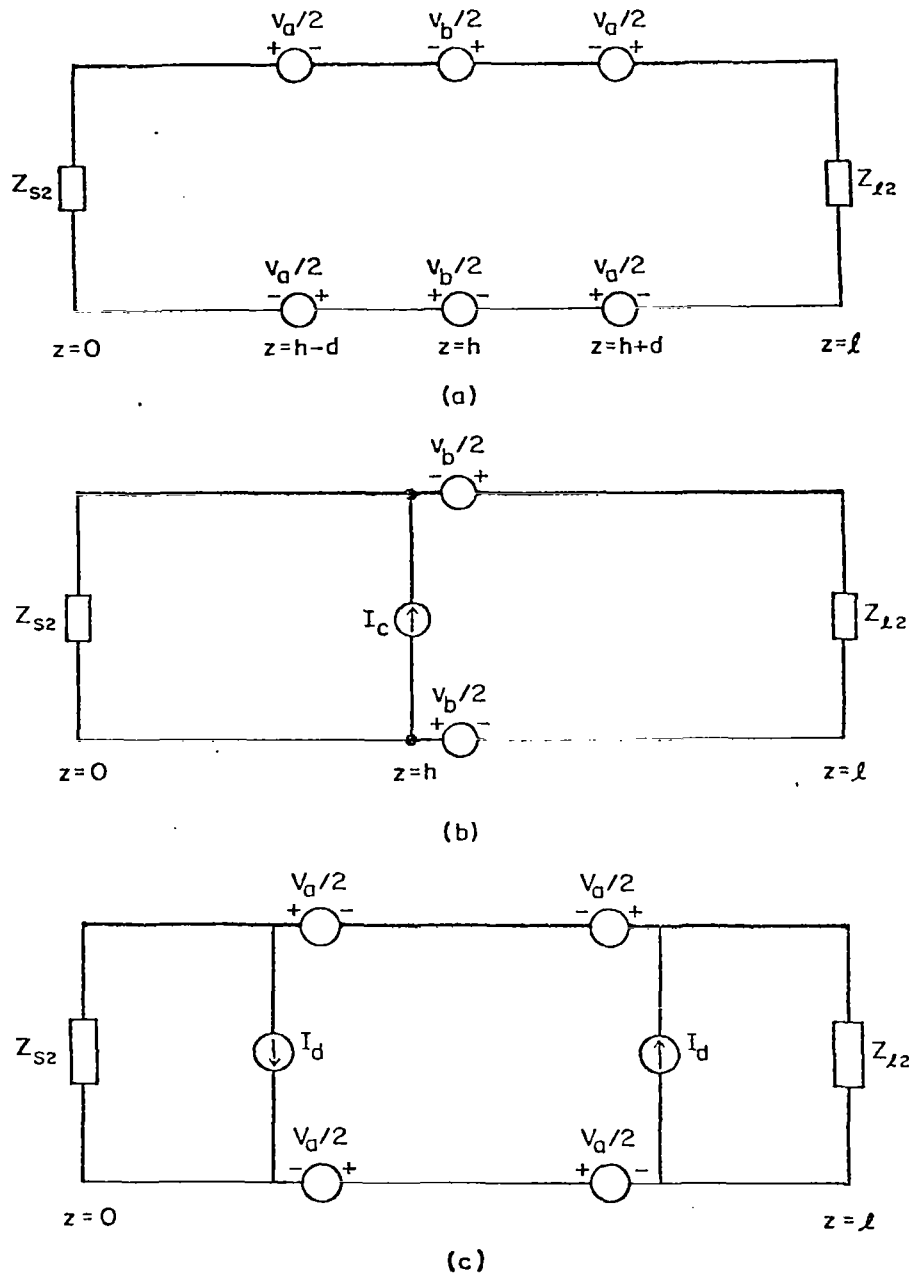 v_a/2 v_b/2 v_a/2
+ - - + - +
Z_S2 Z_ℓ2
v_a/2 v_b/2 v_a/2
- + + - + -
z=0 z=h-d z=h z=h+d z=ℓ
(a)
v_b/2
- +
Z_S2 I_c Z_ℓ2
v_b/2
+ -
z=0 z=h z=ℓ
(b)
V_a/2 V_a/2
+ - - +
Z_S2 I_d I_d Z_ℓ2
V_a/2 V_a/2
- + + -
z=0 z=ℓ
(c)